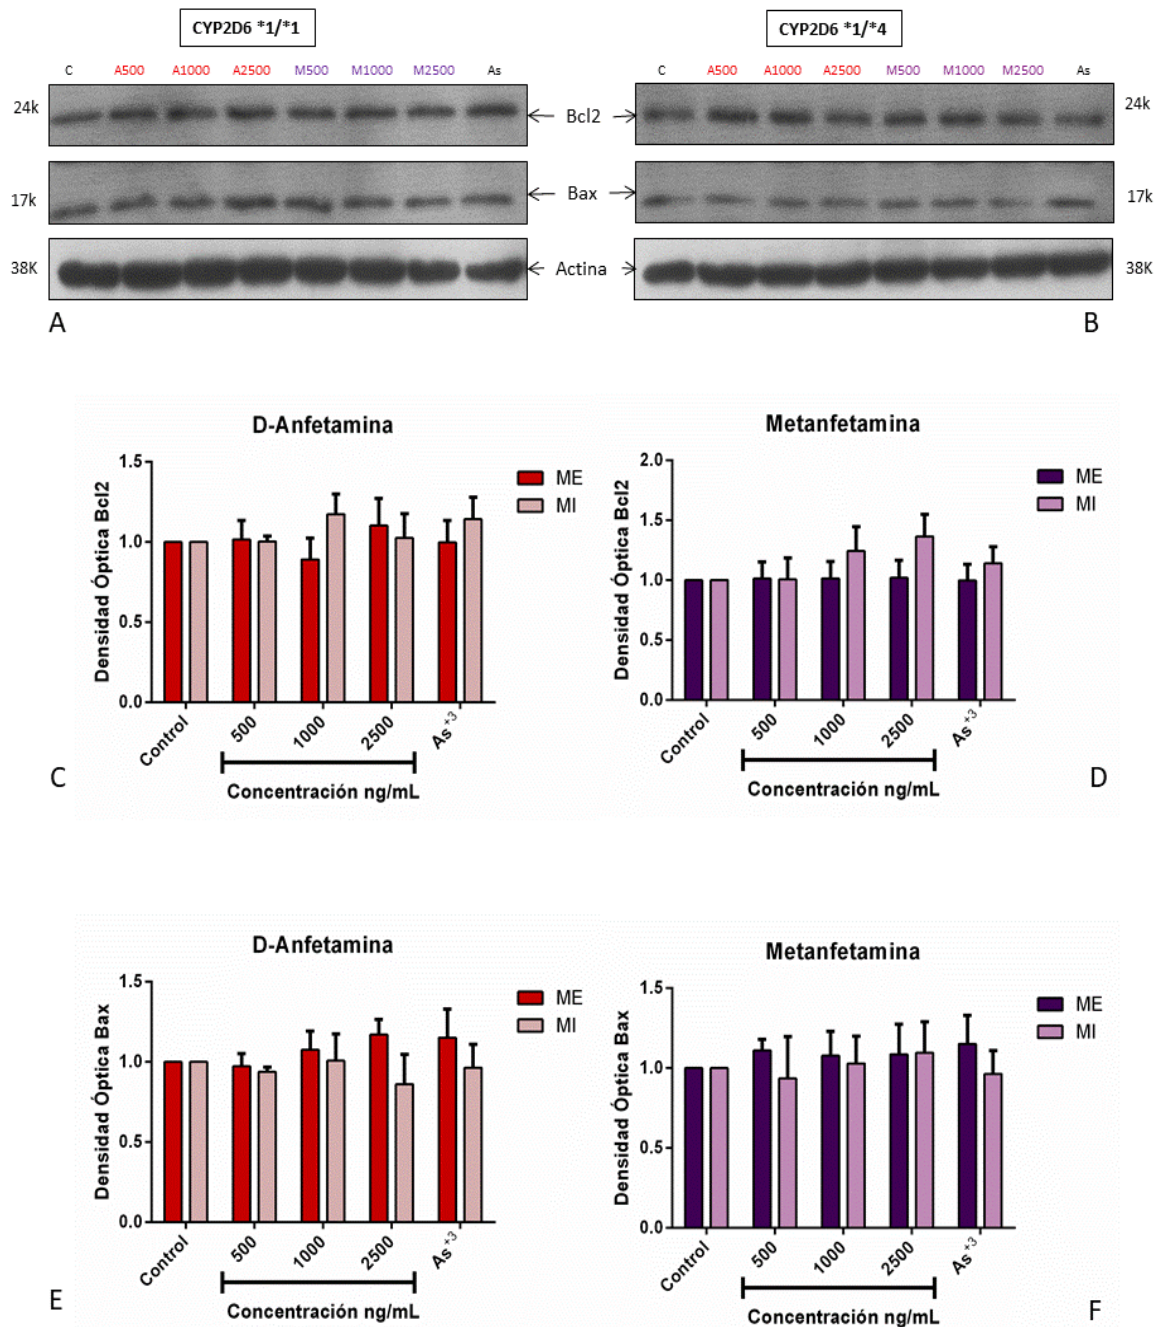 CYP2D6 *1/*1
CYP2D6 *1/*4
C A500 A1000 A2500 M500 M1000 M2500 As
C A500 A1000 A2500 M500 M1000 M2500 As
24k
Bcl2
24k
17k
Bax
17k
38K
Actina
38K
A
B
D-Anfetamina
Densidad Óptica Bcl2
1.5
1.0
0.5
0.0
ME
MI
Control 500 1000 2500 As+3
Concentración ng/mL
C
Metanfetamina
Densidad Óptica Bcl2
2.0
1.5
1.0
0.5
0.0
ME
MI
Control 500 1000 2500 As+3
Concentración ng/mL
D
D-Anfetamina
Densidad Óptica Bax
1.5
1.0
0.5
0.0
ME
MI
Control 500 1000 2500 As+3
Concentración ng/mL
E
Metanfetamina
Densidad Óptica Bax
1.5
1.0
0.5
0.0
ME
MI
Control 500 1000 2500 As+3
Concentración ng/mL
F